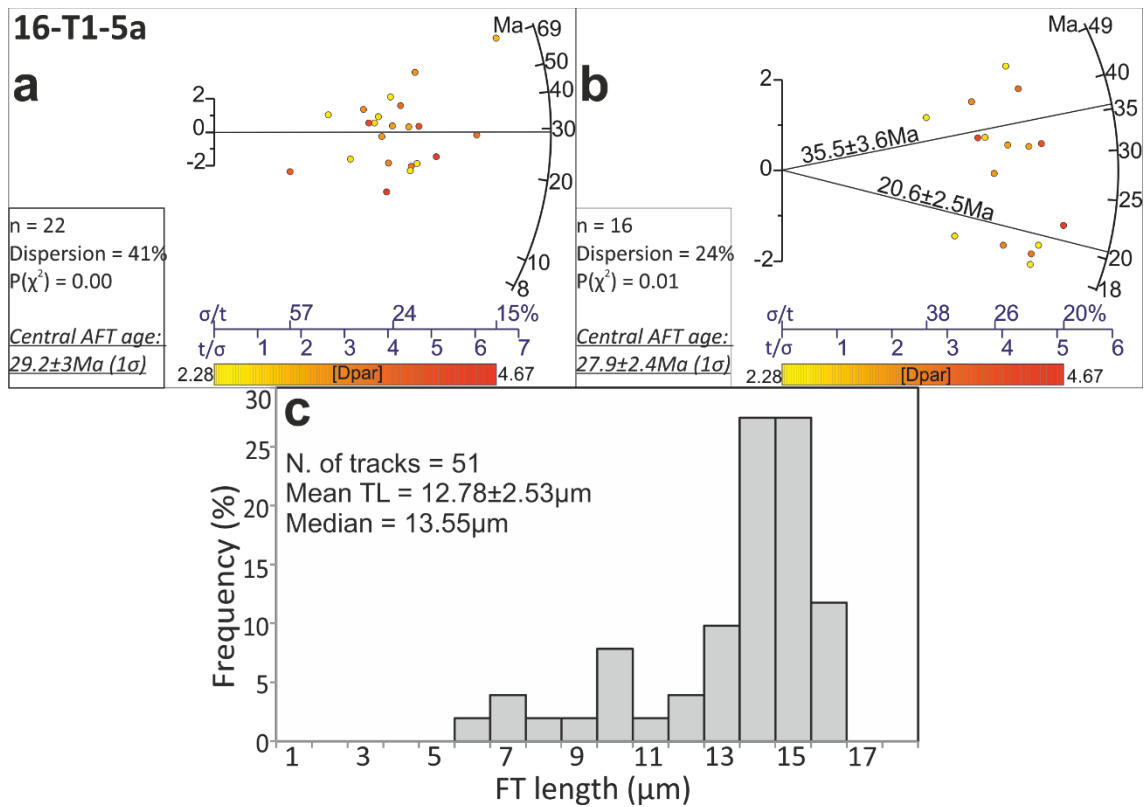 16-T1-5a
a
Ma 69
50
40
30
20
10
8
2
0
-2
n = 22
Dispersion = 41%
P(χ²) = 0.00
Central AFT age:
29.2±3Ma (1σ)
σ/t 57 24 15%
t/σ 1 2 3 4 5 6 7
2.28 [Dpar] 4.67
b
Ma 49
40
35
30
25
20
18
2
0
-2
35.5±3.6Ma
20.6±2.5Ma
n = 16
Dispersion = 24%
P(χ²) = 0.01
Central AFT age:
27.9±2.4Ma (1σ)
σ/t 38 26 20%
t/σ 1 2 3 4 5 6
2.28 [Dpar] 4.67
c
N. of tracks = 51
Mean TL = 12.78±2.53µm
Median = 13.55µm
Frequency (%)
30
25
20
15
10
5
0
1 3 5 7 9 11 13 15 17
FT length (µm)